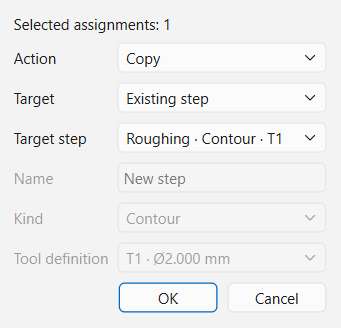 Selected assignments: 1
Action Copy
Target Existing step
Target step Roughing · Contour · T1
Name New step
Kind Contour
Tool definition T1 · Ø2.000 mm
OK Cancel